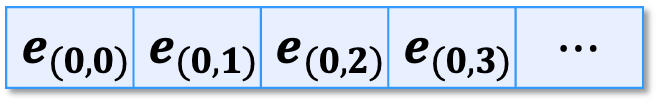 e(0,0) e(0,1) e(0,2) e(0,3) ⋯